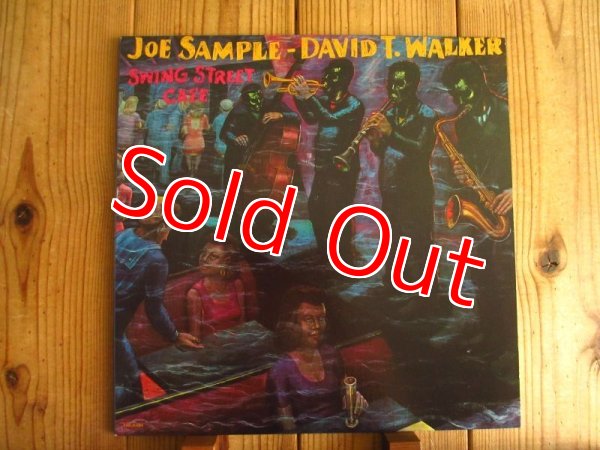 JOE SAMPLE - DAVID T. WALKER
SWING STREET
CAFE
Sold Out